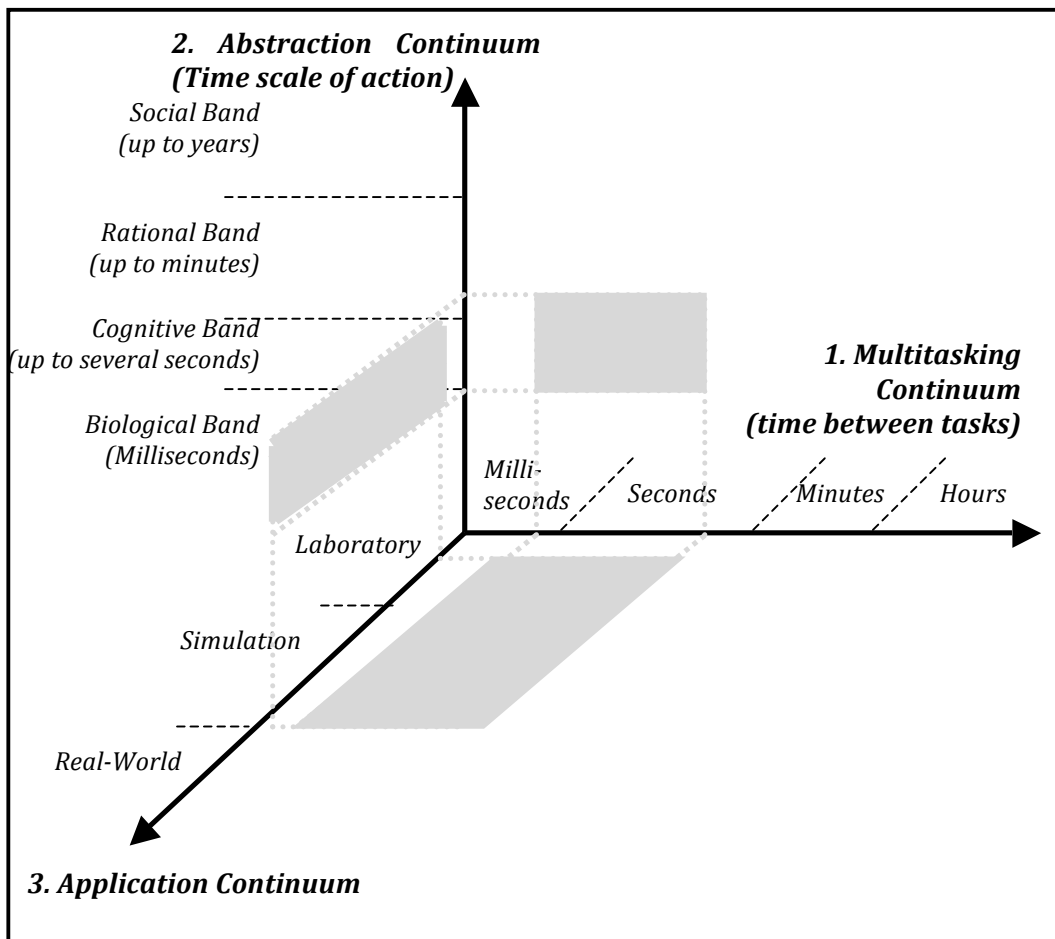 2. Abstraction Continuum
(Time scale of action)
Social Band
(up to years)
Rational Band
(up to minutes)
Cognitive Band
(up to several seconds)
Biological Band
(Milliseconds)
1. Multitasking
Continuum
(time between tasks)
Milli-
seconds
Seconds
Minutes
Hours
Laboratory
Simulation
Real-World
3. Application Continuum